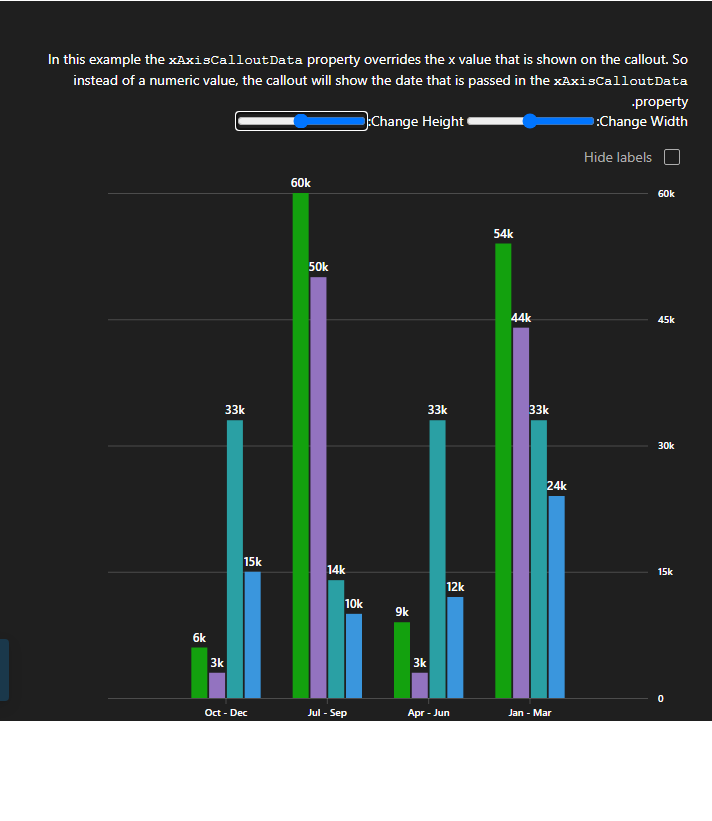 In this example the xAxisCalloutData property overrides the x value that is shown on the callout. So
instead of a numeric value, the callout will show the date that is passed in the xAxisCalloutData
.property
:Change Height :Change Width
Hide labels
60k
60k
54k
50k
45k
44k
33k
33k
33k
30k
24k
15k
14k
15k
12k
10k
9k
6k
3k
3k
0
Oct - Dec
Jul - Sep
Apr - Jun
Jan - Mar